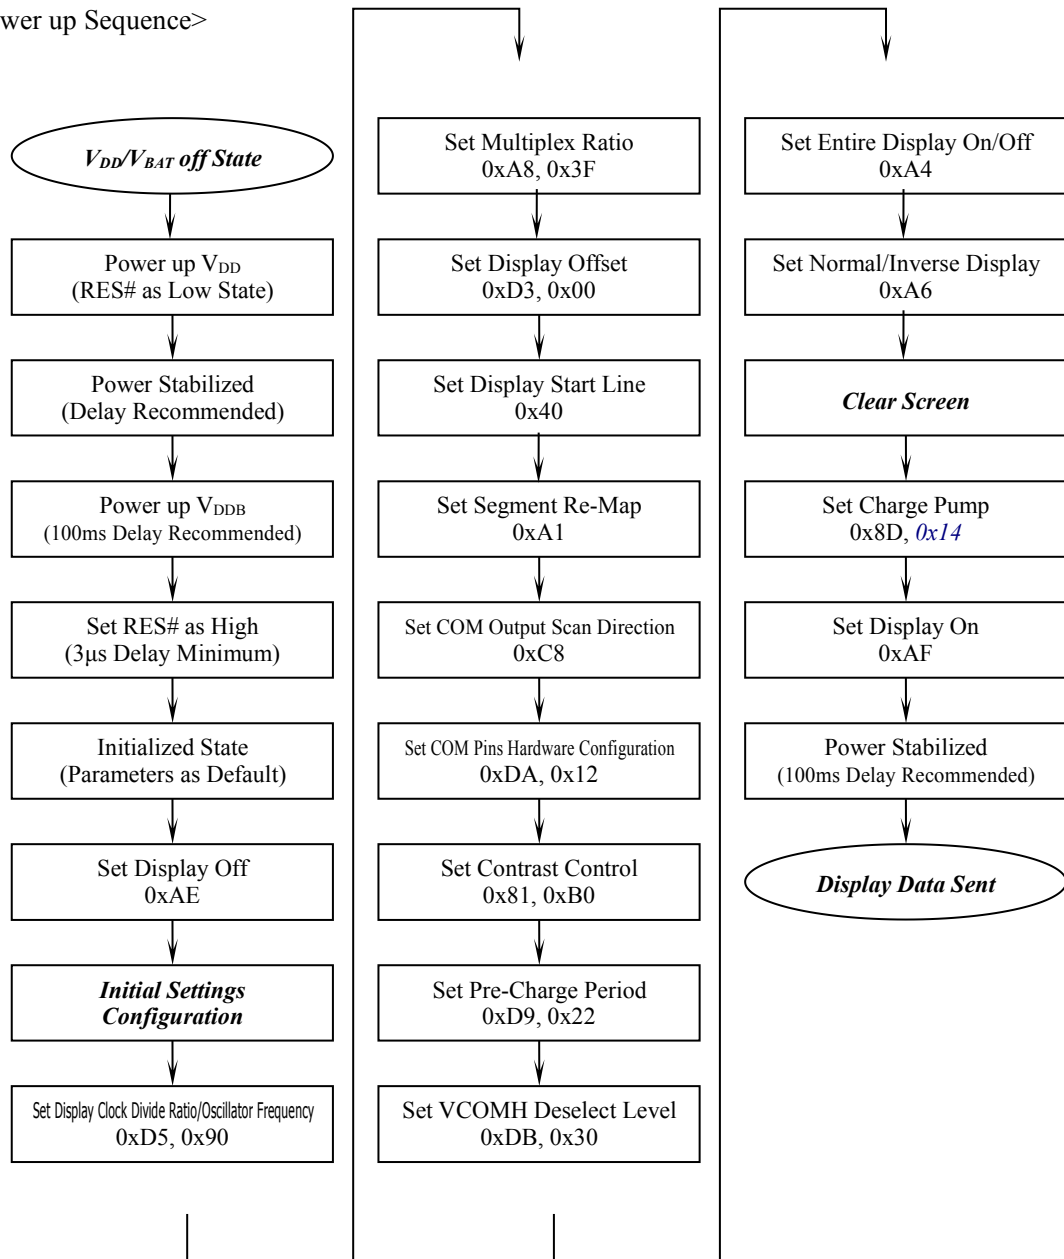 wer up Sequence>
V_DD/V_BAT off State
Power up V_DD
(RES# as Low State)
Power Stabilized
(Delay Recommended)
Power up V_DDB
(100ms Delay Recommended)
Set RES# as High
(3μs Delay Minimum)
Initialized State
(Parameters as Default)
Set Display Off
0xAE
Initial Settings
Configuration
Set Display Clock Divide Ratio/Oscillator Frequency
0xD5, 0x90
Set Multiplex Ratio
0xA8, 0x3F
Set Display Offset
0xD3, 0x00
Set Display Start Line
0x40
Set Segment Re-Map
0xA1
Set COM Output Scan Direction
0xC8
Set COM Pins Hardware Configuration
0xDA, 0x12
Set Contrast Control
0x81, 0xB0
Set Pre-Charge Period
0xD9, 0x22
Set VCOMH Deselect Level
0xDB, 0x30
Set Entire Display On/Off
0xA4
Set Normal/Inverse Display
0xA6
Clear Screen
Set Charge Pump
0x8D, 0x14
Set Display On
0xAF
Power Stabilized
(100ms Delay Recommended)
Display Data Sent